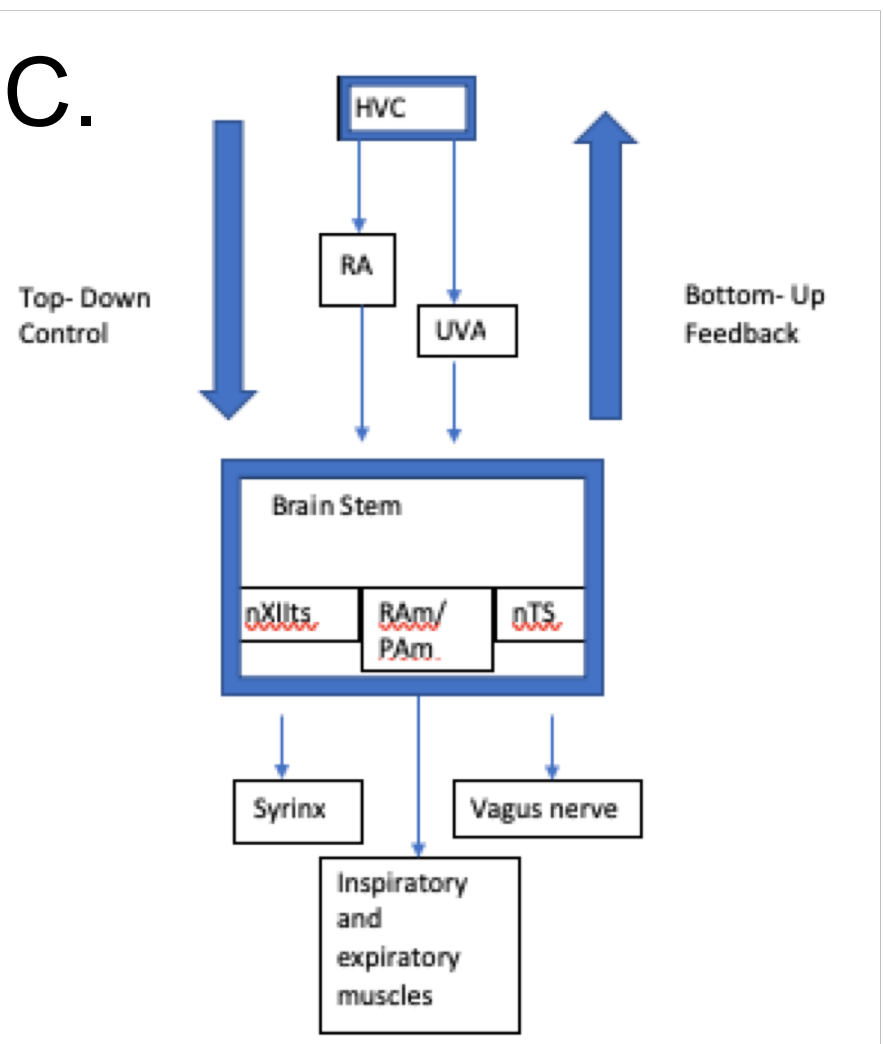 C.
HVC
RA
UVA
Top- Down
Control
Bottom- Up
Feedback
Brain Stem
nXIIts
RAm/
PAm
nTS
Syrinx
Vagus nerve
Inspiratory
and
expiratory
muscles